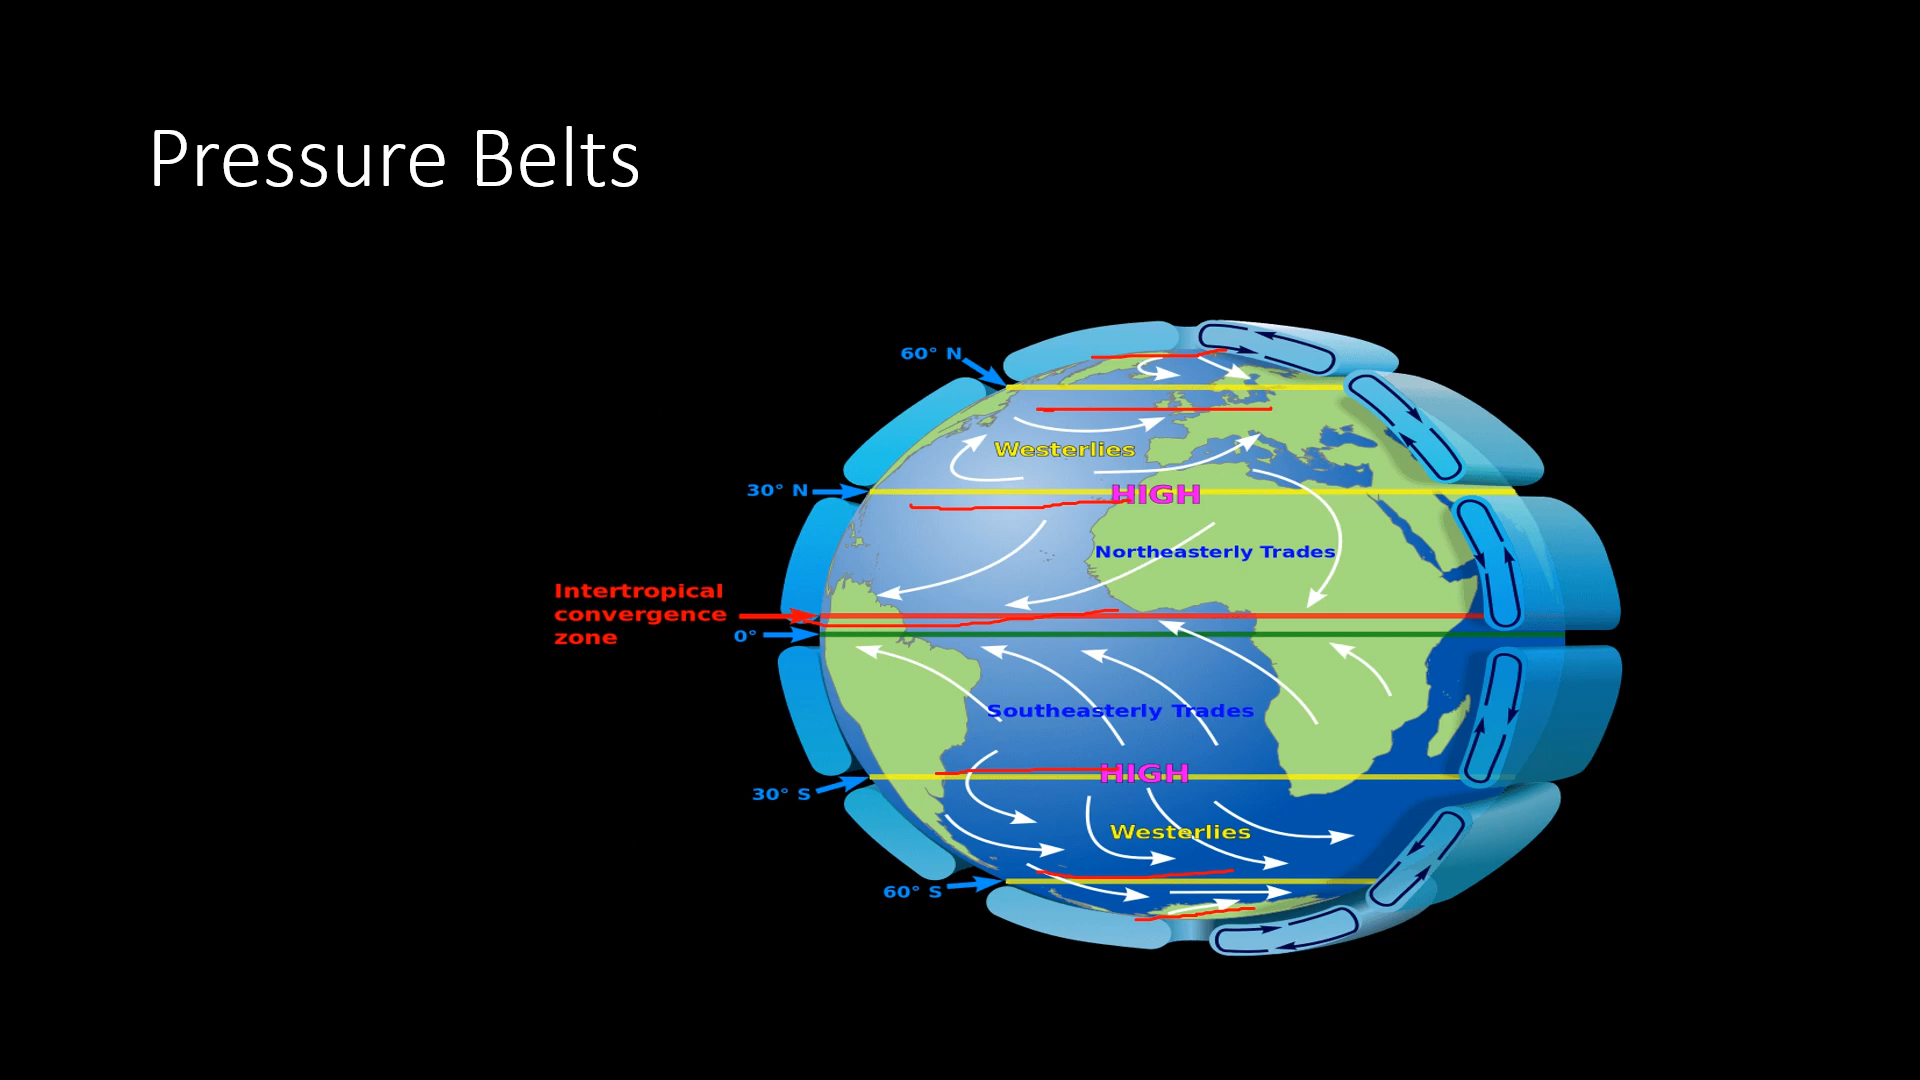 Pressure Belts
60° N
Westerlies
30° N
HIGH
Northeasterly Trades
Intertropical
convergence
zone
0°
Southeasterly Trades
HIGH
30° S
Westerlies
60° S